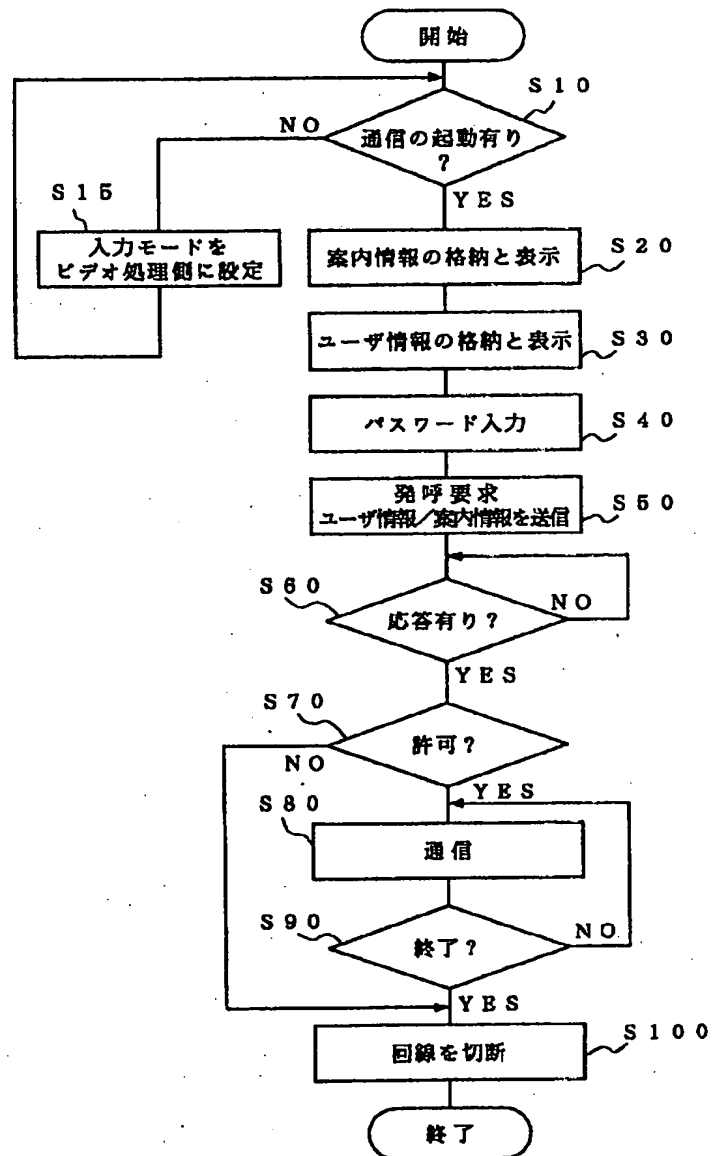 開始
S10
通信の起動有り
?
NO
YES
S15
入力モードを
ビデオ処理側に設定
案内情報の格納と表示
S20
ユーザ情報の格納と表示
S30
パスワード入力
S40
発呼要求
ユーザ情報／案内情報を送信
S50
S60
応答有り?
NO
YES
S70
許可?
NO
YES
S80
通信
S90
終了?
NO
YES
回線を切断
S100
終了